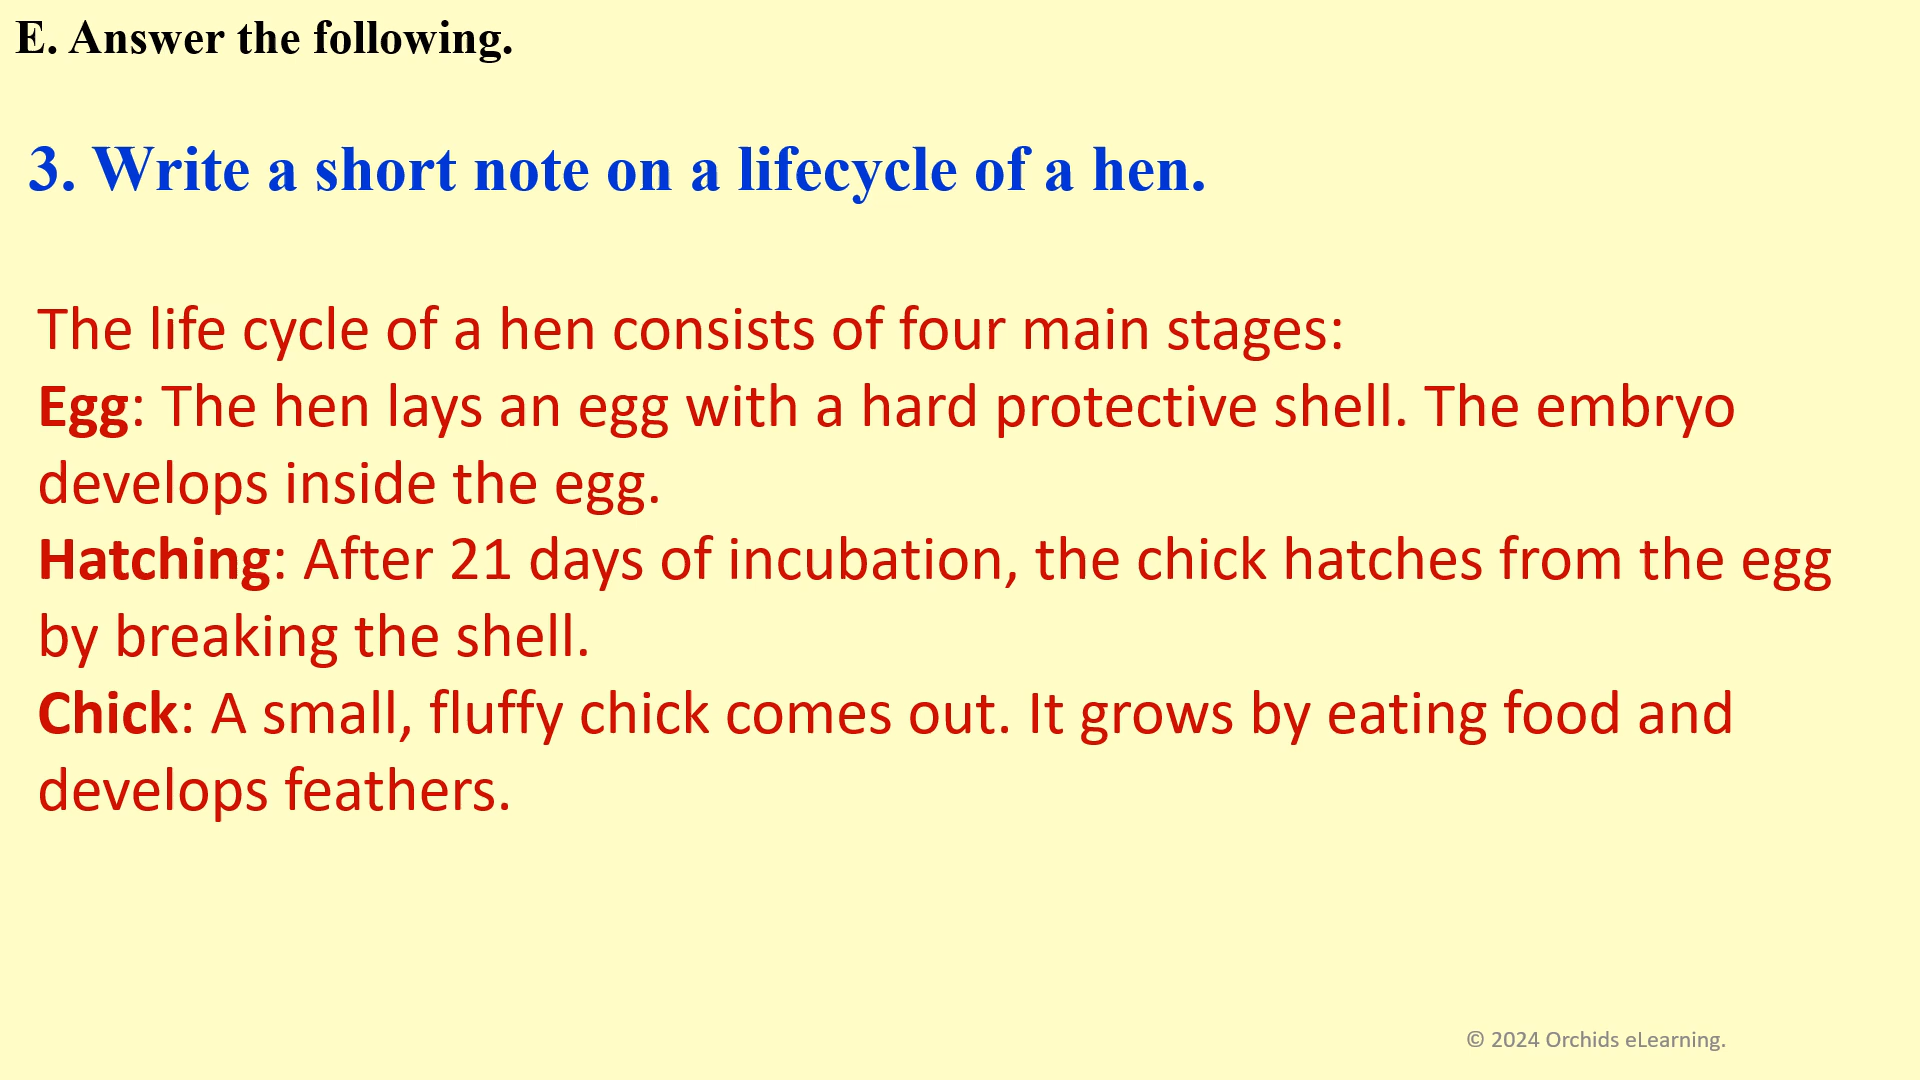 E. Answer the following.
3. Write a short note on a lifecycle of a hen.
The life cycle of a hen consists of four main stages:
Egg: The hen lays an egg with a hard protective shell. The embryo
develops inside the egg.
Hatching: After 21 days of incubation, the chick hatches from the egg
by breaking the shell.
Chick: A small, fluffy chick comes out. It grows by eating food and
develops feathers.
© 2024 Orchids eLearning.